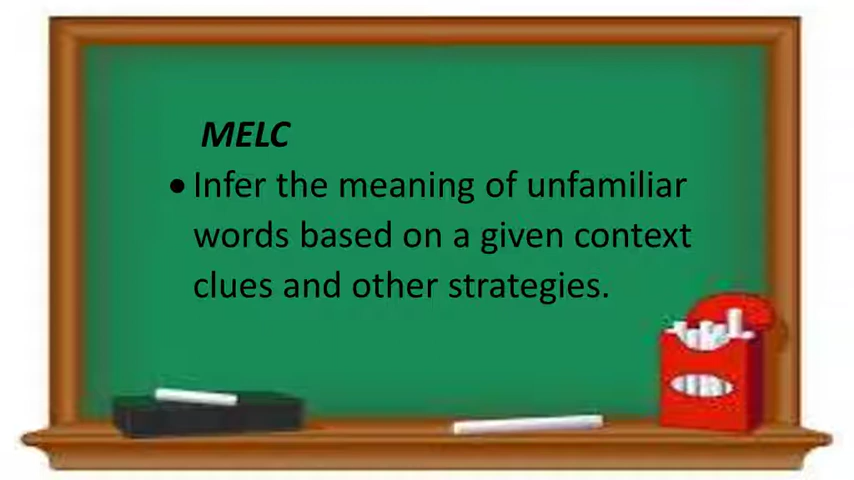 MELC
• Infer the meaning of unfamiliar
words based on a given context
clues and other strategies.